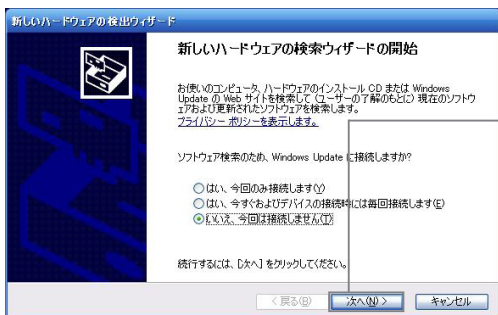 新しいハードウェアの検出ウィザード
新しいハードウェアの検索ウィザードの開始
お使いのコンピュータ、ハードウェアのインストール CD または Windows
Update の Web サイトを検索して (ユーザーの了解のもとに) 現在のソフトウ
ェアおよび更新されたソフトウェアを検索します。
プライバシー ポリシーを表示します。
ソフトウェア検索のため、Windows Update に接続しますか?
はい、今回のみ接続します(Y)
はい、今すぐおよびデバイスの接続時には毎回接続します(E)
いいえ、今回は接続しません(T)
続行するには、[次へ] をクリックしてください。
< 戻る(B)
次へ(N) >
キャンセル